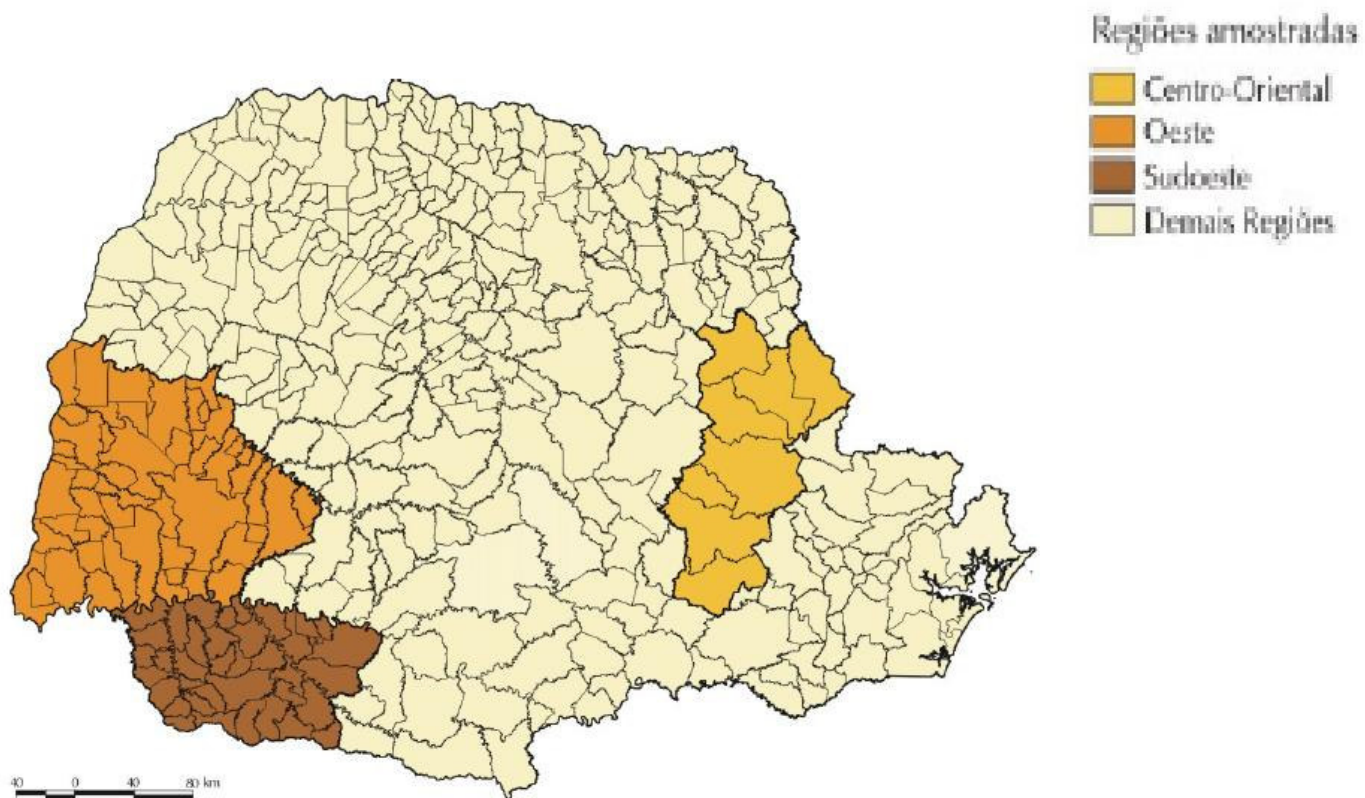 Regiões amostradas
Centro-Oriental
Oeste
Sudoeste
Demais Regiões
40 0 40 80 km